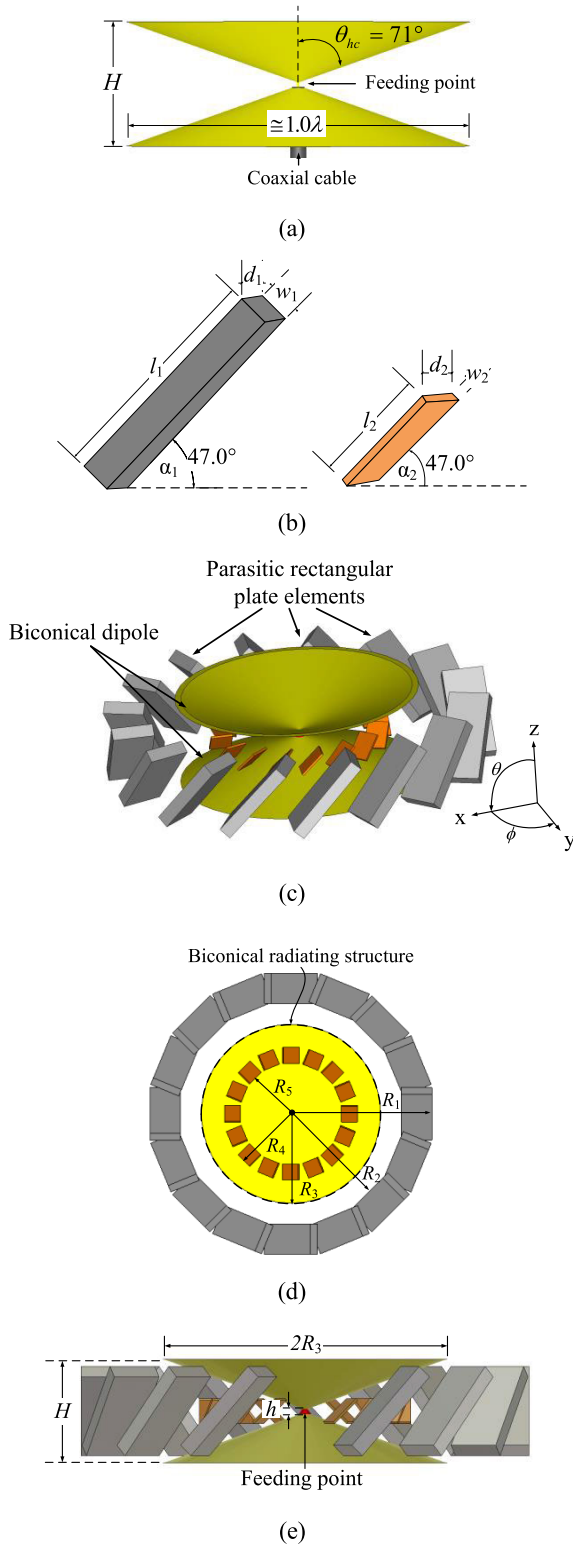 θhc = 71°
H
Feeding point
≅1.0λ
Coaxial cable
(a)
d1
w1
l1
α1 47.0°
d2
w2
l2
α2 47.0°
(b)
Parasitic rectangular
plate elements
Biconical dipole
z
θ
x
ϕ
y
(c)
Biconical radiating structure
R5
R1
R4
R2
R3
(d)
2R3
H
h
Feeding point
(e)